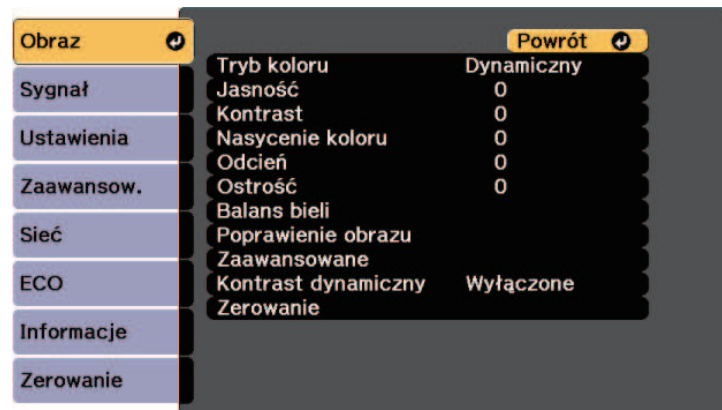 Obraz
Sygnał
Ustawienia
Zaawansow.
Sieć
ECO
Informacje
Zerowanie
Powrót
Tryb koloru Dynamiczny
Jasność 0
Kontrast 0
Nasycenie koloru 0
Odcień 0
Ostrość 0
Balans bieli
Poprawienie obrazu
Zaawansowane
Kontrast dynamiczny Wyłączone
Zerowanie